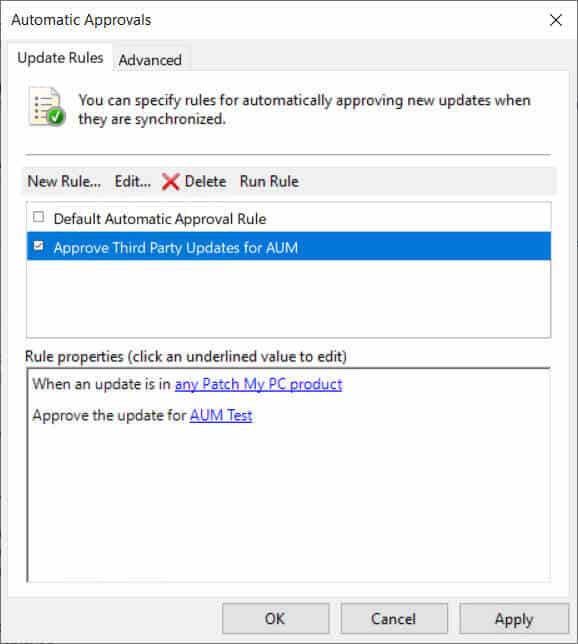 Automatic Approvals
Update Rules
Advanced
You can specify rules for automatically approving new updates when
they are synchronized.
New Rule... Edit... Delete Run Rule
Default Automatic Approval Rule
Approve Third Party Updates for AUM
Rule properties (click an underlined value to edit)
When an update is in any Patch My PC product
Approve the update for AUM Test
OK Cancel Apply